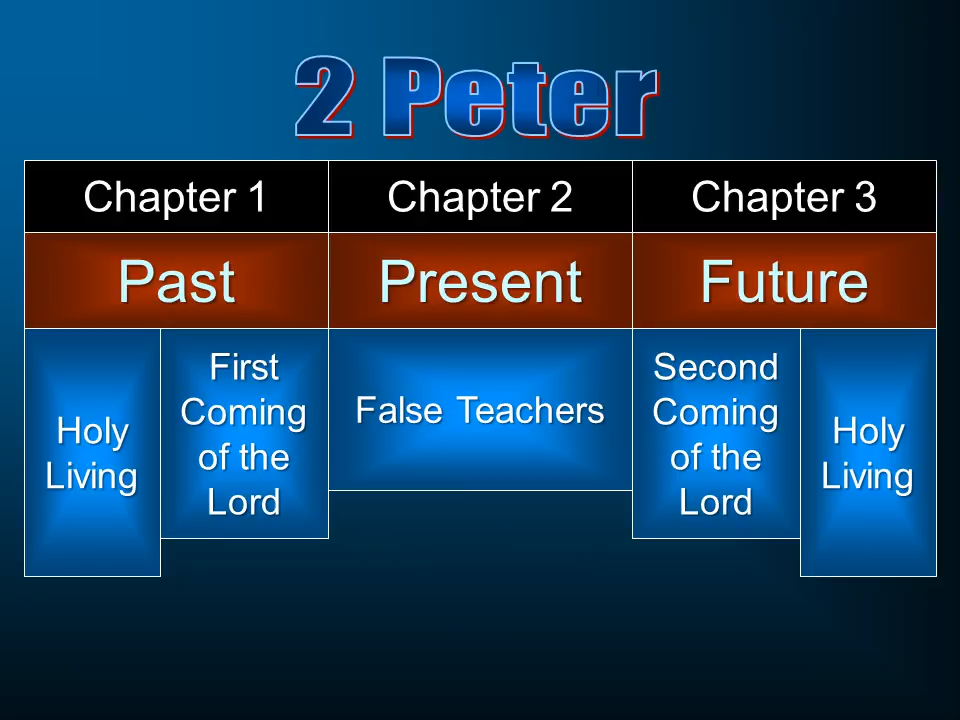 2 Peter
Chapter 1
Chapter 2
Chapter 3
Past
Present
Future
Holy
Living
First
Coming
of the
Lord
False Teachers
Second
Coming
of the
Lord
Holy
Living